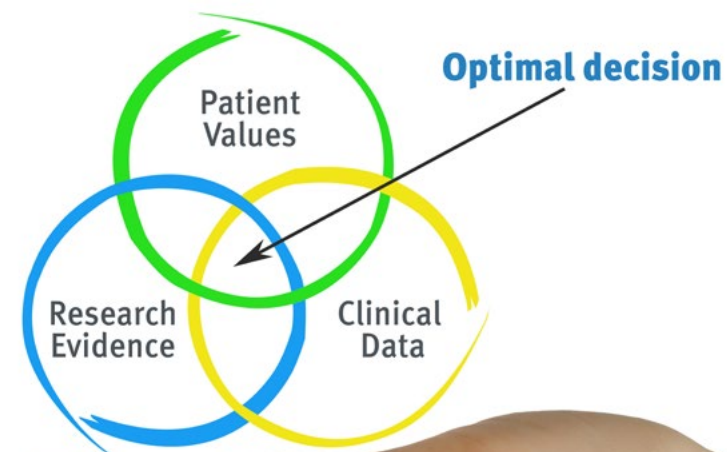 Optimal decision
Patient
Values
Research
Evidence
Clinical
Data